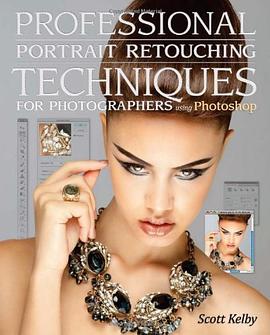 PROFESSIONAL
PORTRAIT RETOUCHING
TECHNIQUES
FOR PHOTOGRAPHERS using Photoshop
Scott Kelby